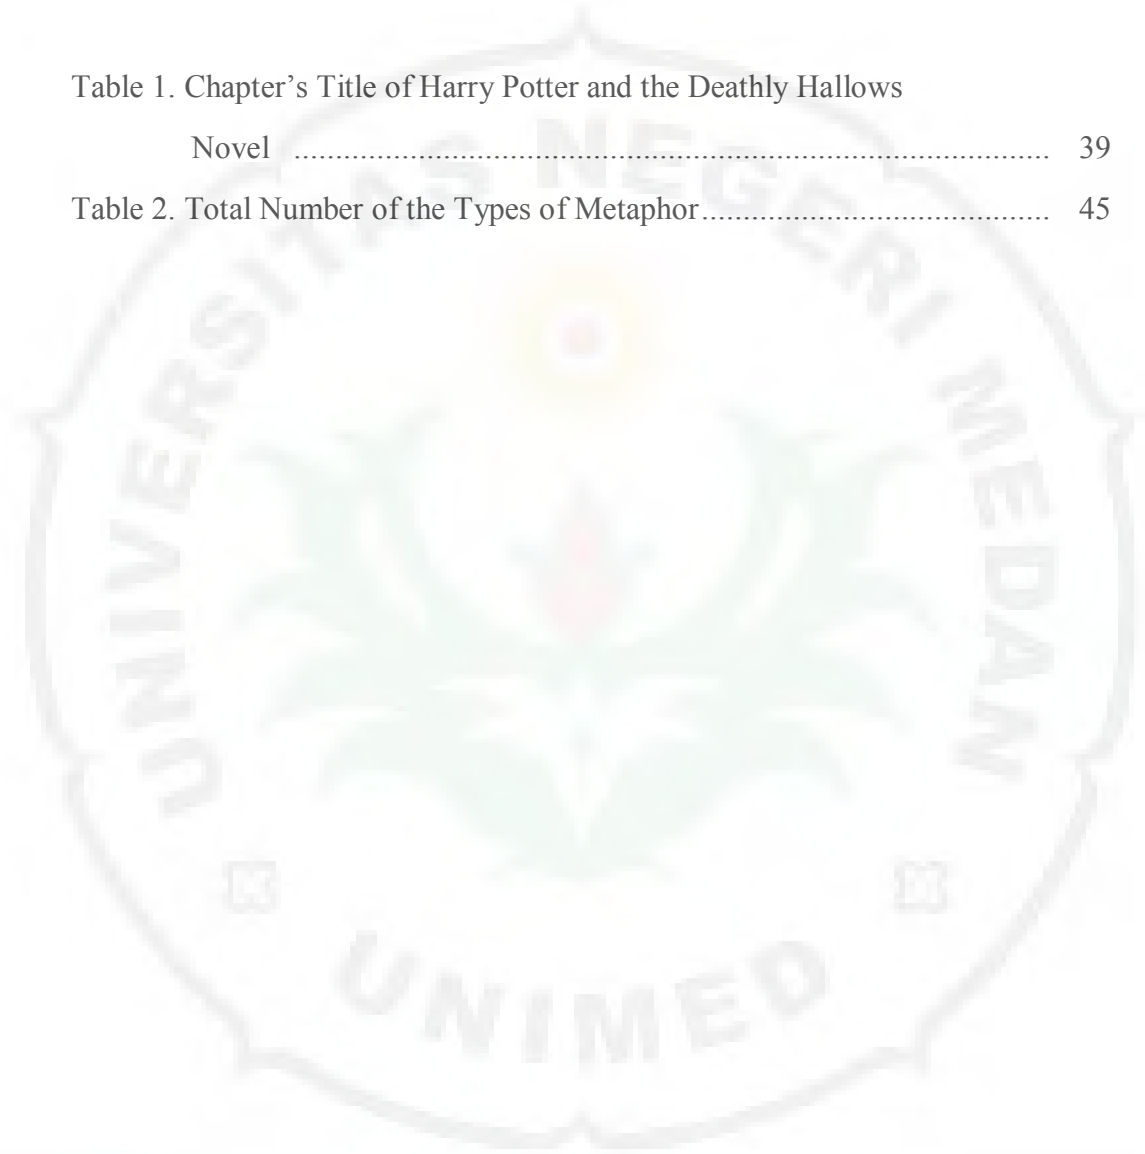 Table 1. Chapter’s Title of Harry Potter and the Deathly Hallows
Novel ........................................................................................ 39
Table 2. Total Number of the Types of Metaphor......................................... 45
UNIVERSITAS NEGERI MEDAN
UNIMED